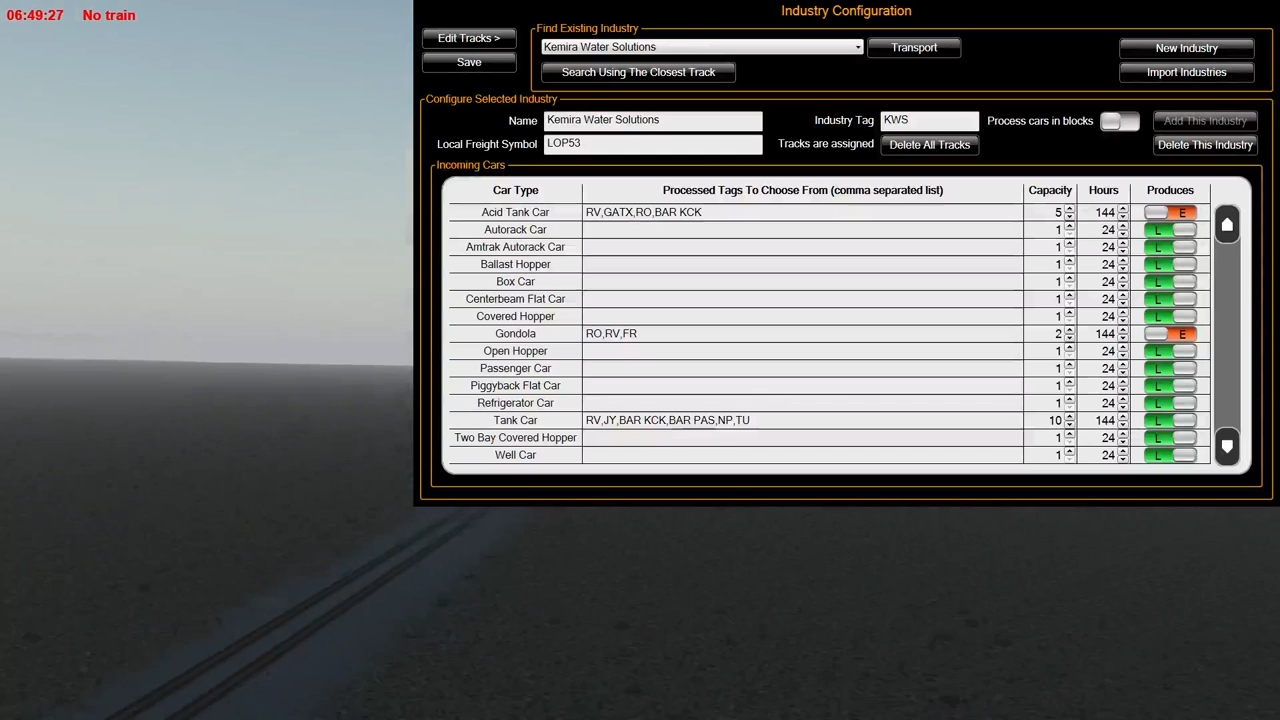 06:49:27 No train
Industry Configuration
Edit Tracks >
Save
Find Existing Industry
Kemira Water Solutions
Transport
Search Using The Closest Track
New Industry
Import Industries
Configure Selected Industry
Name Kemira Water Solutions Industry Tag KWS Process cars in blocks Add This Industry
Local Freight Symbol LOP53 Tracks are assigned Delete All Tracks Delete This Industry
Incoming Cars
Car Type Processed Tags To Choose From (comma separated list) Capacity Hours Produces
Acid Tank Car RV,GATX,RO,BAR KCK 5 144 E
Autorack Car 1 24 L
Amtrak Autorack Car 1 24 L
Ballast Hopper 1 24 L
Box Car 1 24 L
Centerbeam Flat Car 1 24 L
Covered Hopper 1 24 L
Gondola RO,RV,FR 2 144 E
Open Hopper 1 24 L
Passenger Car 1 24 L
Piggyback Flat Car 1 24 L
Refrigerator Car 1 24 L
Tank Car RV,JY,BAR KCK,BAR PAS,NP,TU 10 144 L
Two Bay Covered Hopper 1 24 L
Well Car 1 24 L